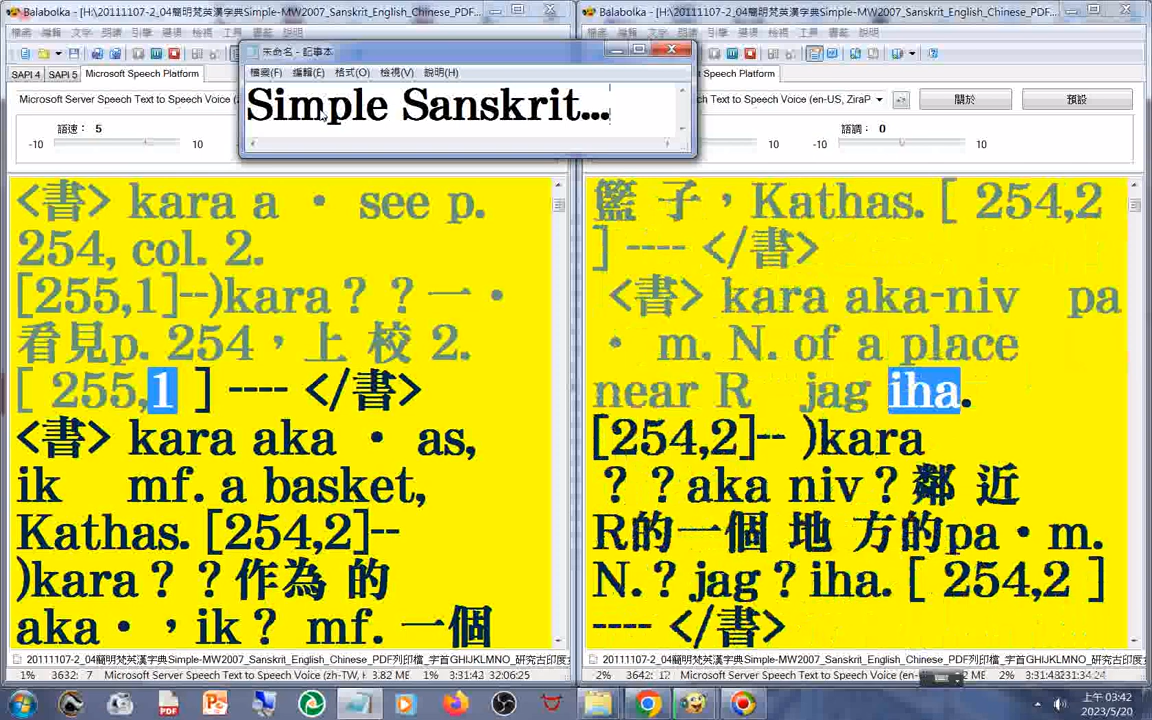 Balabolka - [H:\20111107-2_04簡明梵英漢字典Simple-MW2007_Sanskrit_English_Chinese_PDF...
Balabolka - [H:\20111107-2_04簡明梵英漢字典Simple-MW2007_Sanskrit_English_Chinese_PDF...
未命名 - 記事本
檔案(F) 編輯(E) 格式(O) 檢視(V) 說明(H)
Simple Sanskrit...
SAPI 4 SAPI 5 Microsoft Speech Platform
Speech Platform
Microsoft Server Speech Text to Speech Voice (
h Text to Speech Voice (en-US, ZiraP
關於
預設
語速： 5
-10 10
語調： 0
-10 10
<書> kara a • see p.
254, col. 2.
[255,1]--)kara？？一•
看見p. 254，上 校 2.
[ 255,1 ] ---- </書>
<書> kara aka • as,
ik mf. a basket,
Kathas. [254,2]--
)kara？？作為 的
aka•，ik？ mf. 一個
籃 子，Kathas. [ 254,2
] ---- </書>
<書> kara aka-niv pa
• m. N. of a place
near R jag iha.
[254,2]-- )kara
？？aka niv？鄰 近
R的一個 地 方的pa•m.
N.？jag？iha. [ 254,2 ]
---- </書>
20111107-2_04簡明梵英漢字典Simple-MW2007_Sanskrit_English_Chinese_PDF列印檔_字首GHIJKLMNO_研究古印度
20111107-2_04簡明梵英漢字典Simple-MW2007_Sanskrit_English_Chinese_PDF列印檔_字首GHIJKLMNO_研究古印度
1% 3632: 7 Microsoft Server Speech Text to Speech Voice (zh-TW, 3.82 MB 1% 3:31:42 32:06:25
2% Microsoft Server Speech Text to Speech Voice (en-US, 3.82 M 2%
上午 03:42
2023/5/20